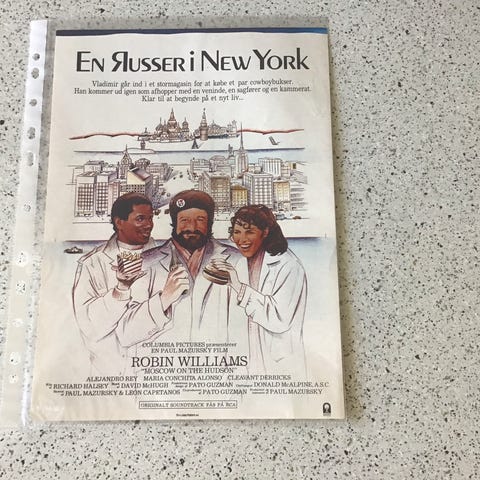 EN ЯUSSER I NEW YORK
Vladimir går ind i et stormagasin for at købe et par cowboybukser.
Han kommer ud igen som afhopper med en veninde, en sagfører og en kammerat.
Klar til at begynde på et nyt liv...
COLUMBIA PICTURES præsenterer
EN PAUL MAZURSKY FILM
ROBIN WILLIAMS
"MOSCOW ON THE HUDSON"
ALEJANDRO REY MARIA CONCHITA ALONSO CLEAVANT DERRICKS
RICHARD HALSEY DAVID McHUGH PATO GUZMAN DONALD McALPINE, A.S.C.
PAUL MAZURSKY & LEON CAPETANOS PATO GUZMAN PAUL MAZURSKY
ORIGINALT SOUNDTRACK FÅS PÅ RCA